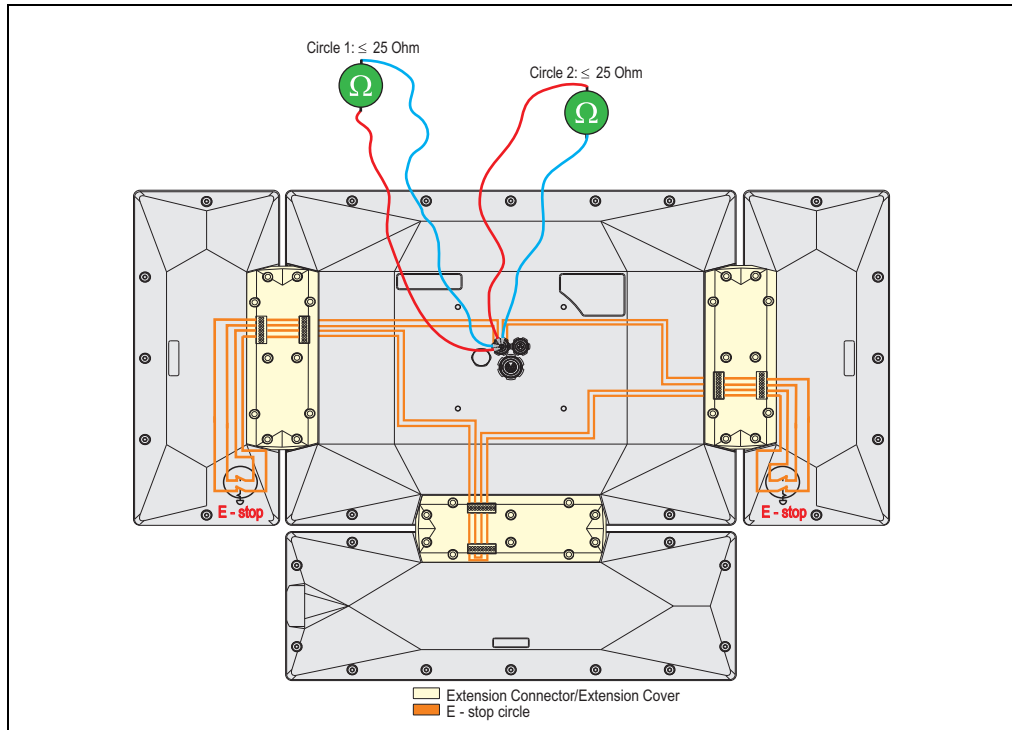 Circle 1: ≤ 25 Ohm
Circle 2: ≤ 25 Ohm
Ω
Ω
E - stop
E - stop
Extension Connector/Extension Cover
E - stop circle